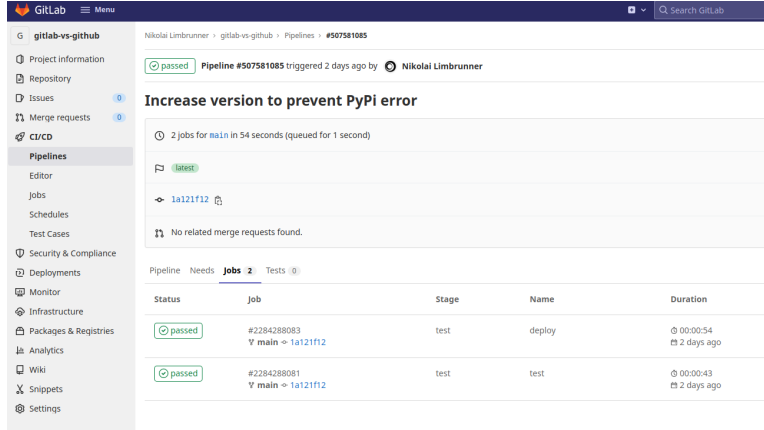 GitLab Menu Search GitLab
G gitlab-vs-github
Project information
Repository
Issues 0
Merge requests 0
CI/CD
Pipelines
Editor
Jobs
Schedules
Test Cases
Security & Compliance
Deployments
Monitor
Infrastructure
Packages & Registries
Analytics
Wiki
Snippets
Settings
Nikolai Limbrunner › gitlab-vs-github › Pipelines › #507581085
passed Pipeline #507581085 triggered 2 days ago by Nikolai Limbrunner
Increase version to prevent PyPi error
2 jobs for main in 54 seconds (queued for 1 second)
latest
1a121f12
No related merge requests found.
Pipeline Needs Jobs 2 Tests 0
Status Job Stage Name Duration
passed #2284288083 test deploy 00:00:54
main 1a121f12 2 days ago
passed #2284288081 test test 00:00:43
main 1a121f12 2 days ago